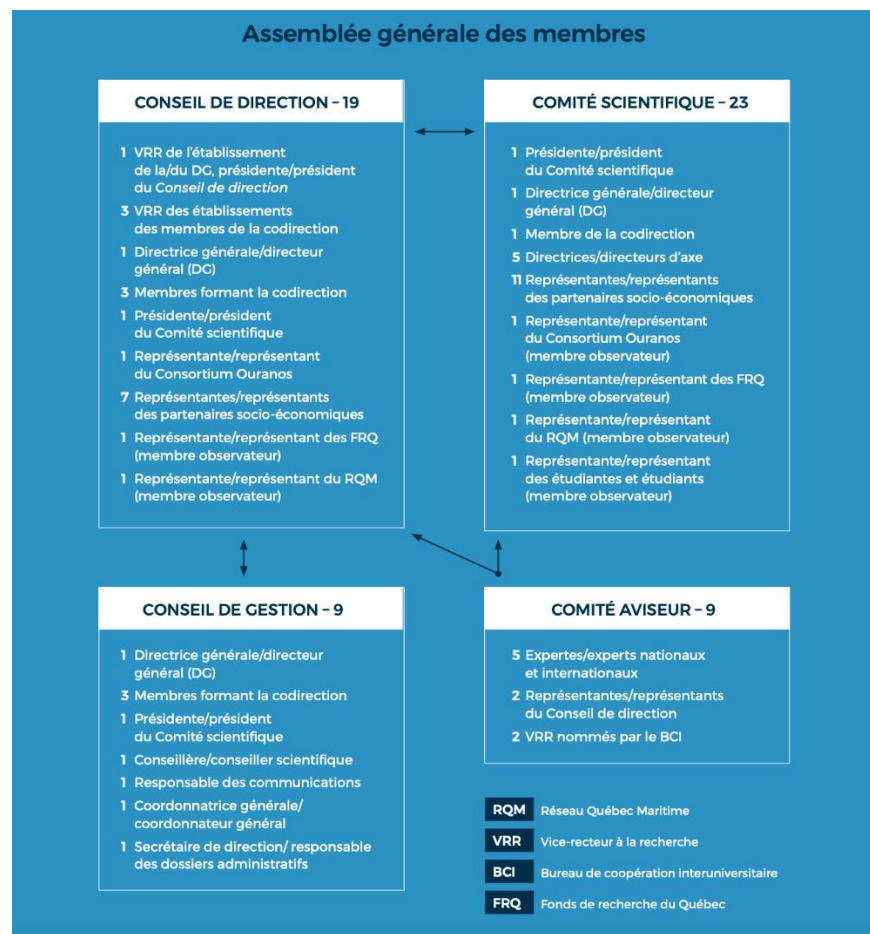 Assemblée générale des membres
CONSEIL DE DIRECTION – 19
1 VRR de l'établissement
de la/du DG, présidente/président
du Conseil de direction
3 VRR des établissements
des membres de la codirection
1 Directrice générale/directeur
général (DG)
3 Membres formant la codirection
1 Présidente/président
du Comité scientifique
1 Représentante/représentant
du Consortium Ouranos
7 Représentantes/représentants
des partenaires socio-économiques
1 Représentante/représentant des FRQ
(membre observateur)
1 Représentante/représentant du RQM
(membre observateur)
COMITÉ SCIENTIFIQUE – 23
1 Présidente/président
du Comité scientifique
1 Directrice générale/directeur
général (DG)
1 Membre de la codirection
5 Directrices/directeurs d'axe
11 Représentantes/représentants
des partenaires socio-économiques
1 Représentante/représentant
du Consortium Ouranos
(membre observateur)
1 Représentante/représentant des FRQ
(membre observateur)
1 Représentante/représentant
du RQM (membre observateur)
1 Représentante/représentant
des étudiantes et étudiants
(membre observateur)
CONSEIL DE GESTION – 9
1 Directrice générale/directeur
général (DG)
3 Membres formant la codirection
1 Présidente/président
du Comité scientifique
1 Conseillère/conseiller scientifique
1 Responsable des communications
1 Coordonnatrice générale/
coordonnateur général
1 Secrétaire de direction/ responsable
des dossiers administratifs
COMITÉ AVISEUR – 9
5 Expertes/experts nationaux
et internationaux
2 Représentantes/représentants
du Conseil de direction
2 VRR nommés par le BCI
RQM Réseau Québec Maritime
VRR Vice-recteur à la recherche
BCI Bureau de coopération interuniversitaire
FRQ Fonds de recherche du Québec